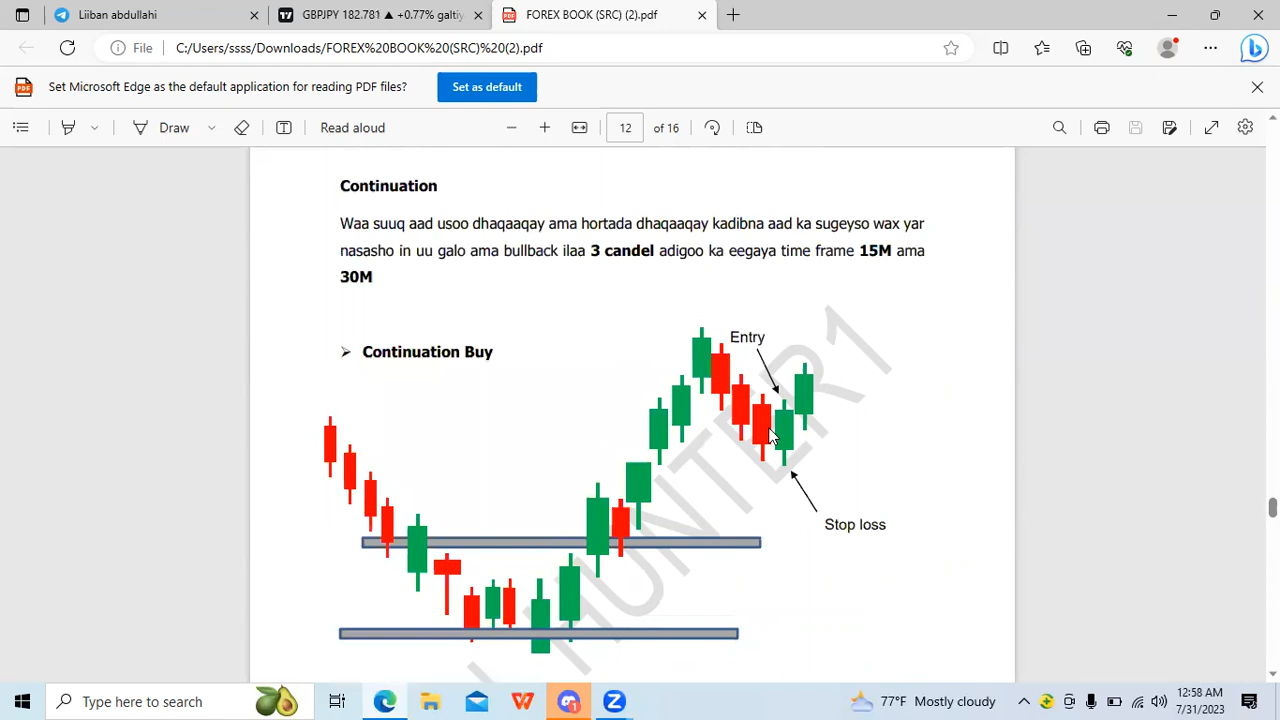 Liiban abdullahi
GBPJPY 182.781 ▲ +0.77% galtiy
FOREX BOOK (SRC) (2).pdf
File
C:/Users/ssss/Downloads/FOREX%20BOOK%20(SRC)%20(2).pdf
Set Microsoft Edge as the default application for reading PDF files?
Set as default
Draw
Read aloud
12 of 16
Continuation
Waa suuq aad usoo dhaqaaqay ama hortada dhaqaaqay kadibna aad ka sugeyso wax yar
nasasho in uu galo ama bullback ilaa 3 candel adigoo ka eegaya time frame 15M ama
30M
Entry
➢ Continuation Buy
Stop loss
HUNTER1
Type here to search
77°F Mostly cloudy
12:58 AM
7/31/2023